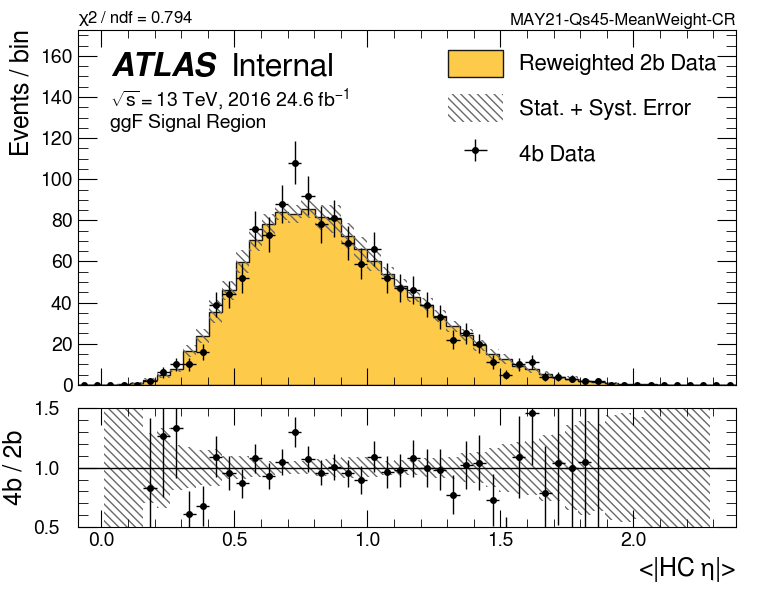 χ2 / ndf = 0.794 MAY21-Qs45-MeanWeight-CR
Events / bin
160
140
120
100
80
60
40
20
0
ATLAS Internal
√s = 13 TeV, 2016 24.6 fb⁻¹
ggF Signal Region
Reweighted 2b Data
Stat. + Syst. Error
4b Data
4b / 2b
1.5
1.0
0.5
0.0 0.5 1.0 1.5 2.0
<|HC η|>